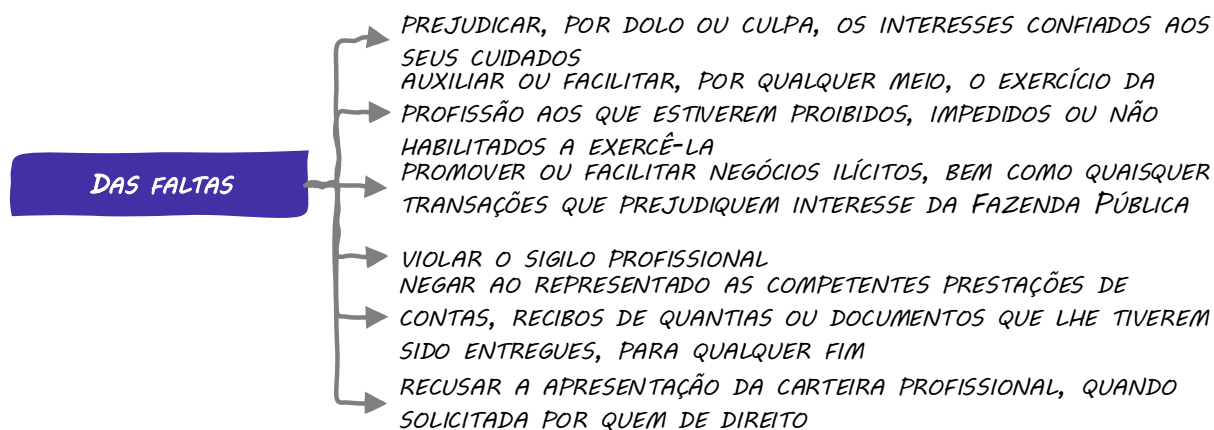 Das faltas
PREJUDICAR, POR DOLO OU CULPA, OS INTERESSES CONFIADOS AOS
SEUS CUIDADOS
AUXILIAR OU FACILITAR, POR QUALQUER MEIO, O EXERCÍCIO DA
PROFISSÃO AOS QUE ESTIVEREM PROIBIDOS, IMPEDIDOS OU NÃO
HABILITADOS A EXERCÊ-LA
PROMOVER OU FACILITAR NEGÓCIOS ILÍCITOS, BEM COMO QUAISQUER
TRANSAÇÕES QUE PREJUDIQUEM INTERESSE DA FAZENDA PÚBLICA
VIOLAR O SIGILO PROFISSIONAL
NEGAR AO REPRESENTADO AS COMPETENTES PRESTAÇÕES DE
CONTAS, RECIBOS DE QUANTIAS OU DOCUMENTOS QUE LHE TIVEREM
SIDO ENTREGUES, PARA QUALQUER FIM
RECUSAR A APRESENTAÇÃO DA CARTEIRA PROFISSIONAL, QUANDO
SOLICITADA POR QUEM DE DIREITO